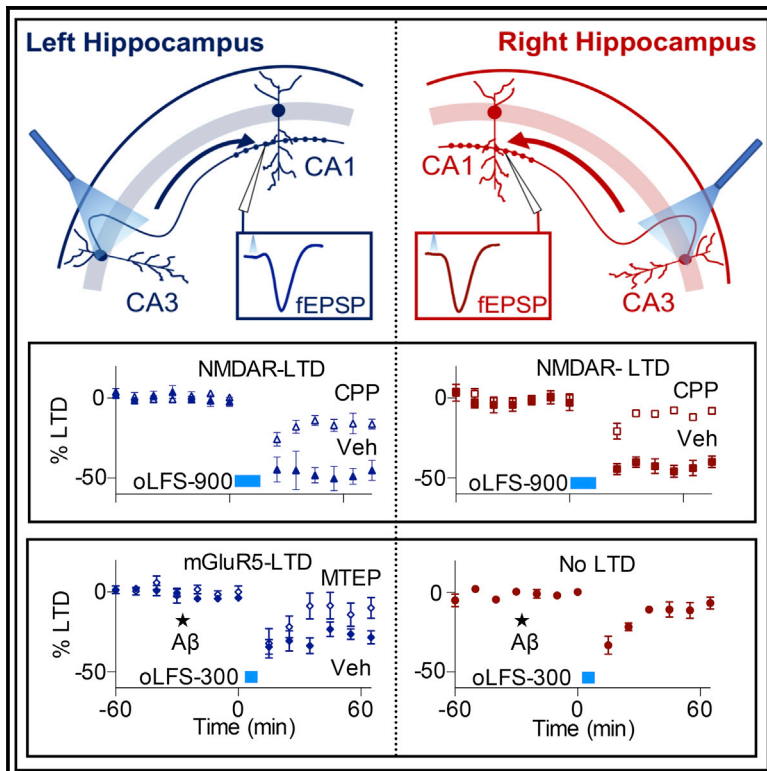 Left Hippocampus
CA1
CA3
fEPSP
Right Hippocampus
CA1
CA3
fEPSP
NMDAR-LTD
CPP
Veh
% LTD
0
-50
oLFS-900
NMDAR- LTD
CPP
Veh
0
-50
oLFS-900
mGluR5-LTD
MTEP
Veh
% LTD
0
-50
★
Aβ
oLFS-300
-60
0
60
Time (min)
No LTD
0
-50
★
Aβ
oLFS-300
-60
0
60
Time (min)